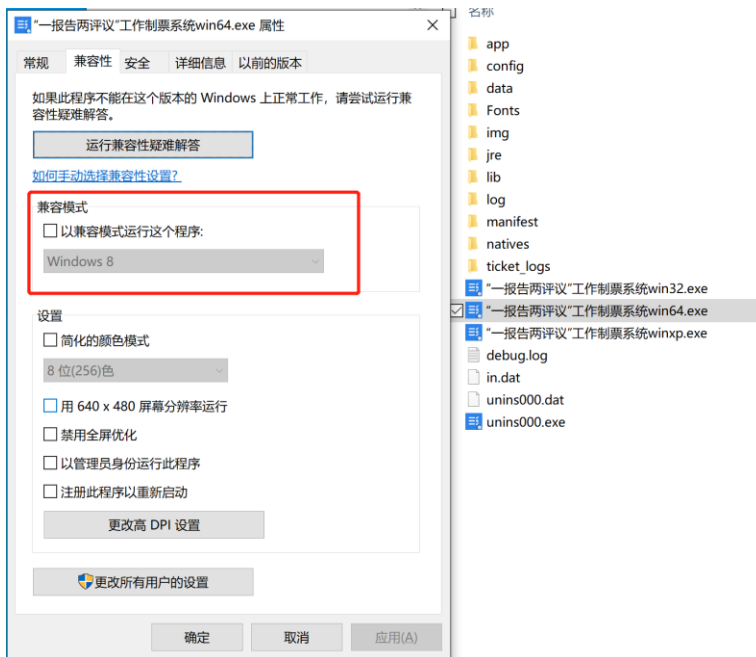 "一报告两评议"工作制票系统win64.exe 属性
常规 兼容性 安全 详细信息 以前的版本
如果此程序不能在这个版本的 Windows 上正常工作，请尝试运行兼
容性疑难解答。
运行兼容性疑难解答
如何手动选择兼容性设置?
兼容模式
以兼容模式运行这个程序:
Windows 8
设置
简化的颜色模式
8 位(256)色
用 640 x 480 屏幕分辨率运行
禁用全屏优化
以管理员身份运行此程序
注册此程序以重新启动
更改高 DPI 设置
更改所有用户的设置
确定 取消 应用(A)
名称
app
config
data
Fonts
img
jre
lib
log
manifest
natives
ticket_logs
"一报告两评议"工作制票系统win32.exe
"一报告两评议"工作制票系统win64.exe
"一报告两评议"工作制票系统winxp.exe
debug.log
in.dat
unins000.dat
unins000.exe